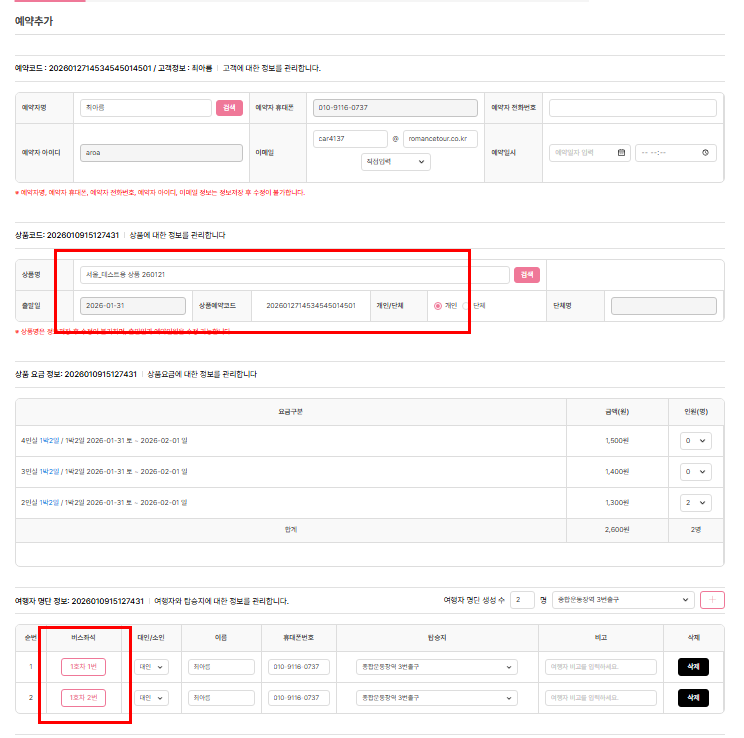 예약추가
예약코드 : 2026012714534545014501 / 고객정보 : 최아름 | 고객에 대한 정보를 관리합니다.
예약자명 최아름 검색 예약자 휴대폰 010-9116-0737 예약자 전화번호
예약자 아이디 aroa 이메일 car4137 @ romancetour.co.kr 직접입력 예약일시 예약일자 입력 -- --:--
* 예약자명, 예약자 휴대폰, 예약자 전화번호, 예약자 아이디, 이메일 정보는 정보저장 후 수정이 불가합니다.
상품코드: 2026010915127431 | 상품에 대한 정보를 관리합니다
상품명 서울_테스트용 상품 260121 검색
출발일 2026-01-31 상품예약코드 2026012714534545014501 개인/단체 개인 단체 단체명
* 상품명은
상품 요금 정보: 2026010915127431 | 상품요금에 대한 정보를 관리합니다
요금구분 금액(원) 인원(명)
4인실 1박2일 / 1박2일 2026-01-31 토 ~ 2026-02-01 일 1,500원 0
3인실 1박2일 / 1박2일 2026-01-31 토 ~ 2026-02-01 일 1,400원 0
2인실 1박2일 / 1박2일 2026-01-31 토 ~ 2026-02-01 일 1,300원 2
합계 2,600원 2명
여행자 명단 정보: 2026010915127431 | 여행자와 탑승지에 대한 정보를 관리합니다. 여행자 명단 생성 수 2 명 종합운동장역 3번출구 +
순번 버스좌석 대인/소인 이름 휴대폰번호 탑승지 비고 삭제
1 1호차 1번 대인 최아름 010-9116-0737 종합운동장역 3번출구 여행자 비고를 입력하세요. 삭제
2 1호차 2번 대인 최아름 010-9116-0737 종합운동장역 3번출구 여행자 비고를 입력하세요. 삭제